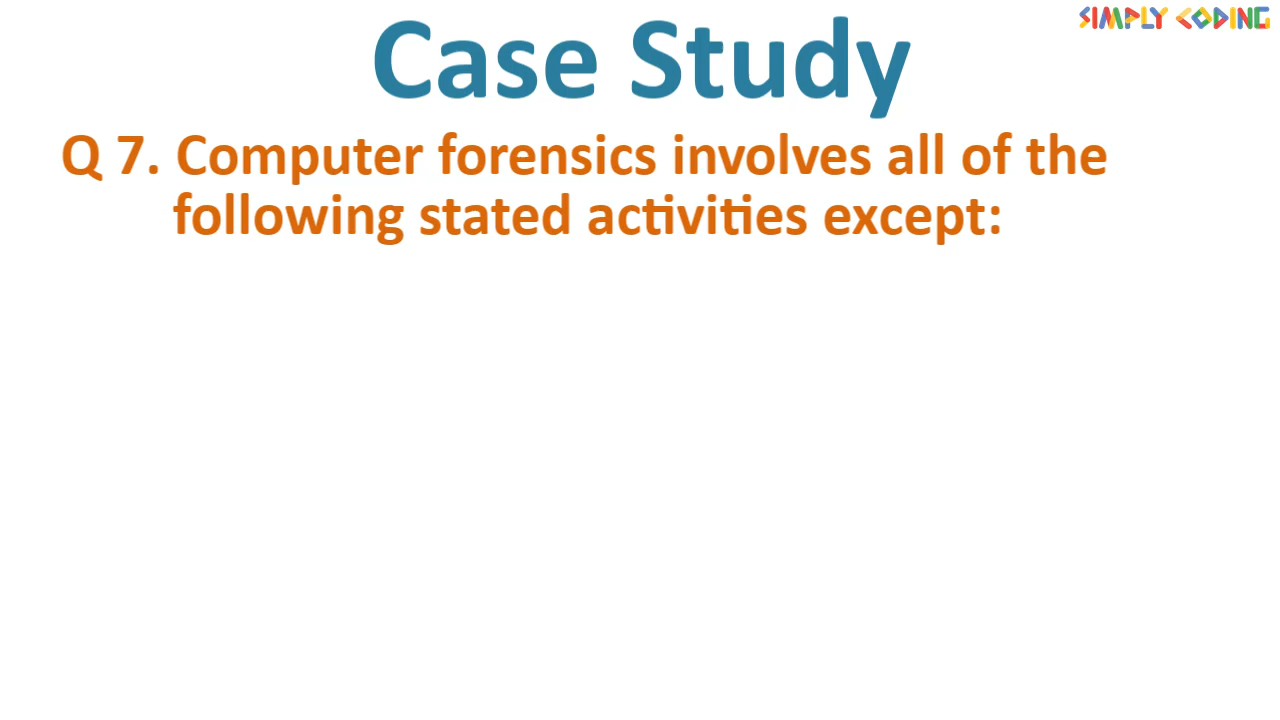 SIMPLY CODING
Case Study
Q 7. Computer forensics involves all of the
following stated activities except: